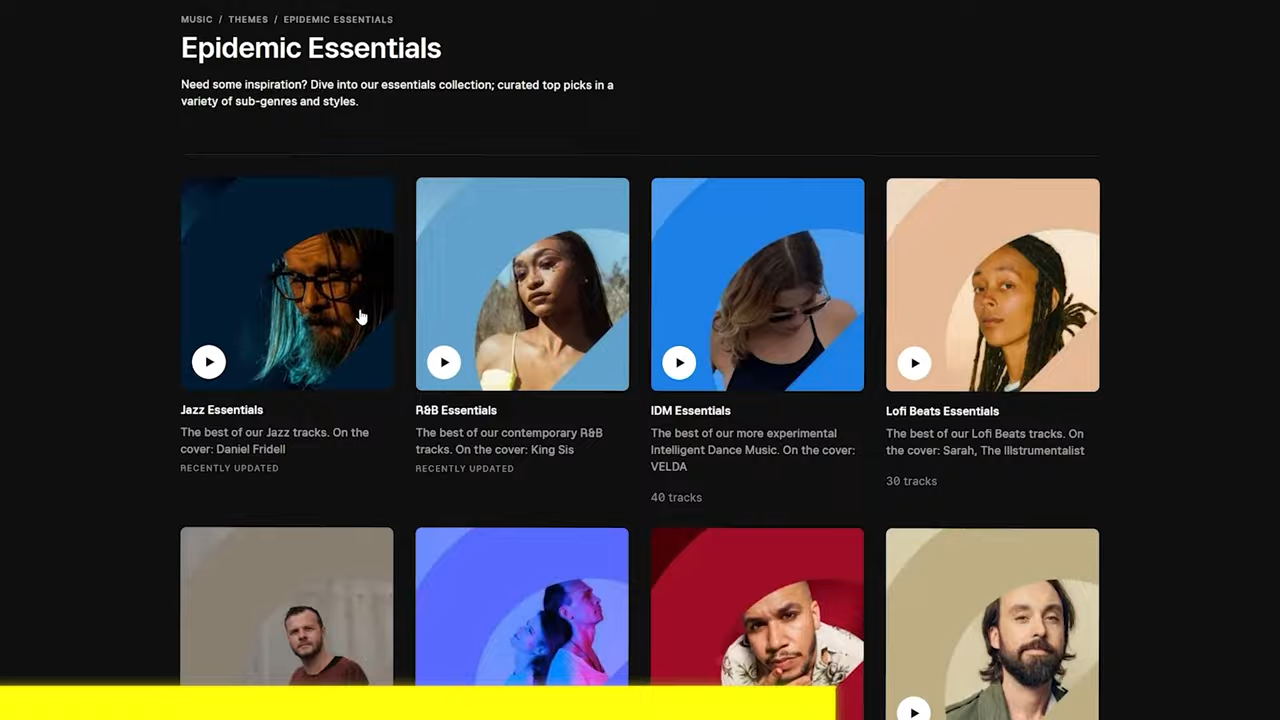 MUSIC / THEMES / EPIDEMIC ESSENTIALS
Epidemic Essentials
Need some inspiration? Dive into our essentials collection; curated top picks in a
variety of sub-genres and styles.
Jazz Essentials
The best of our Jazz tracks. On the
cover: Daniel Fridell
RECENTLY UPDATED
R&B Essentials
The best of our contemporary R&B
tracks. On the cover: King Sis
RECENTLY UPDATED
IDM Essentials
The best of our more experimental
Intelligent Dance Music. On the cover:
VELDA
40 tracks
Lofi Beats Essentials
The best of our Lofi Beats tracks. On
the cover: Sarah, The Illstrumentalist
30 tracks